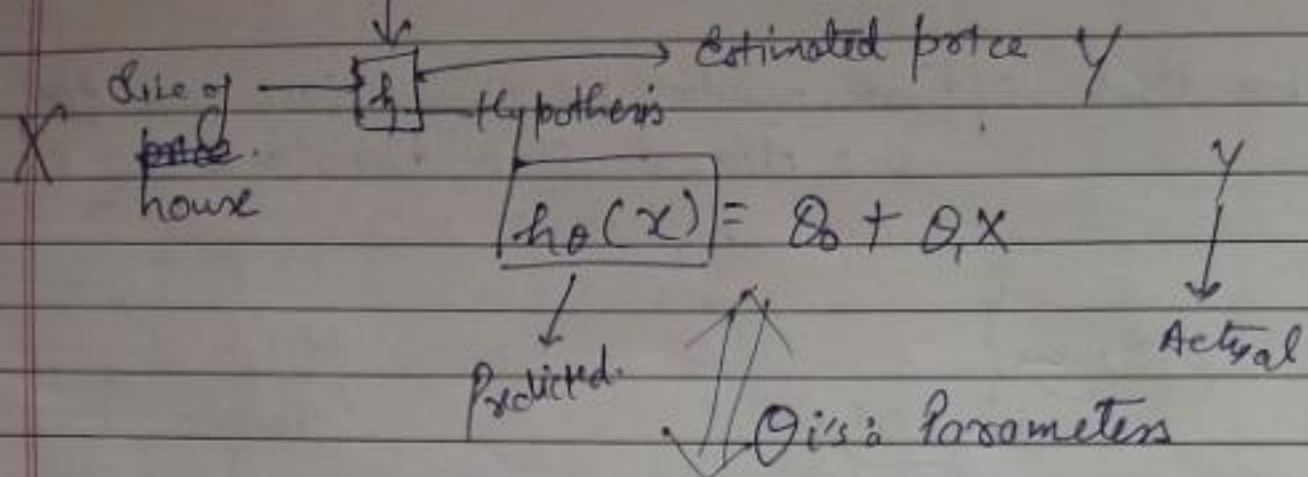 Estimated price Y
X Size of h Hypothesis
price.
house
hθ(x) = θ₀ + θ₁x
y
Actual
Predicted.
θi's: Parameters